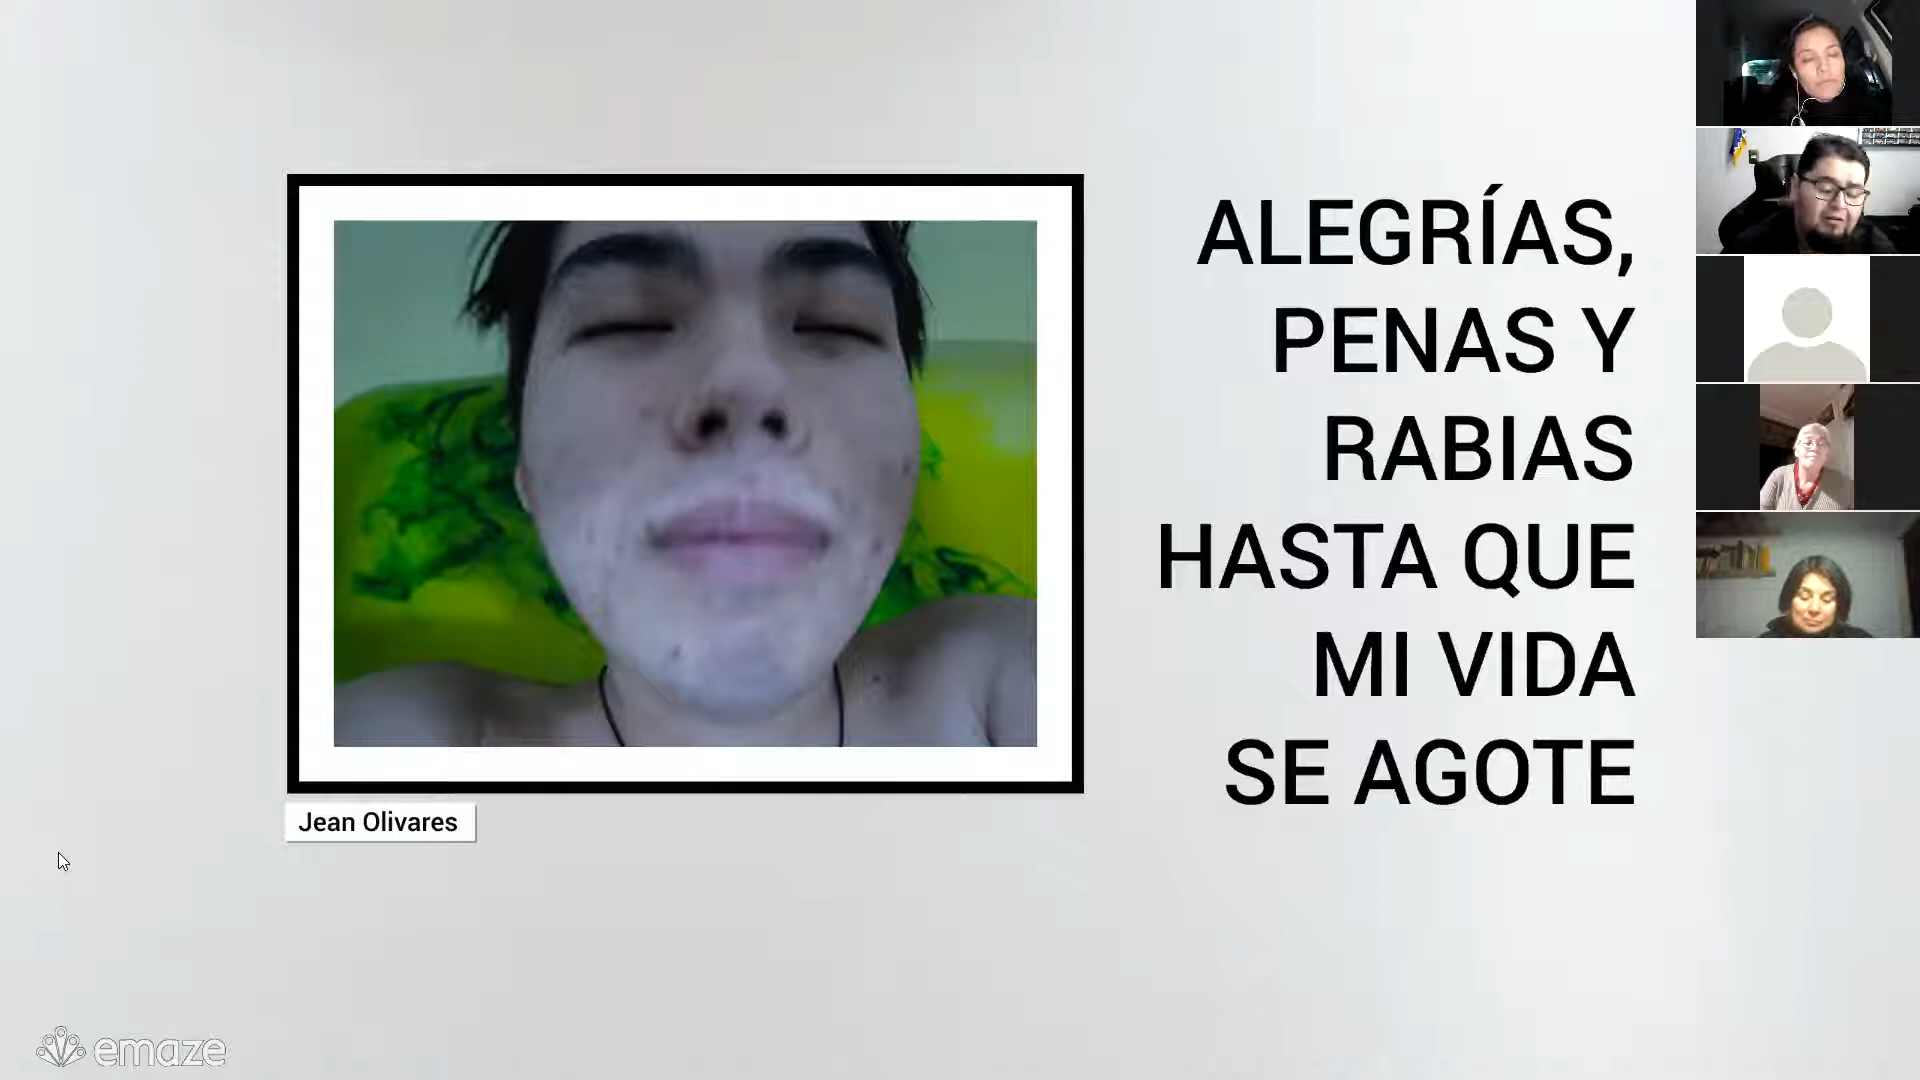 ALEGRÍAS,
PENAS Y
RABIAS
HASTA QUE
MI VIDA
SE AGOTE
Jean Olivares
emaze